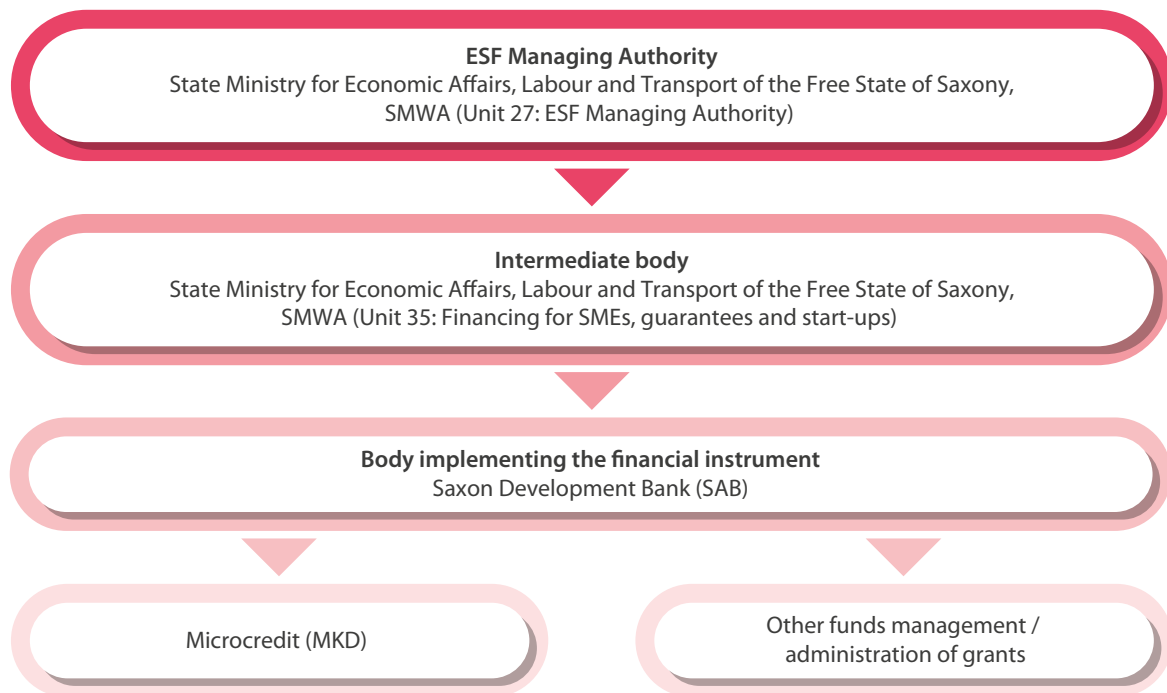 ESF Managing Authority
State Ministry for Economic Affairs, Labour and Transport of the Free State of Saxony,
SMWA (Unit 27: ESF Managing Authority)
Intermediate body
State Ministry for Economic Affairs, Labour and Transport of the Free State of Saxony,
SMWA (Unit 35: Financing for SMEs, guarantees and start-ups)
Body implementing the financial instrument
Saxon Development Bank (SAB)
Microcredit (MKD)
Other funds management /
administration of grants